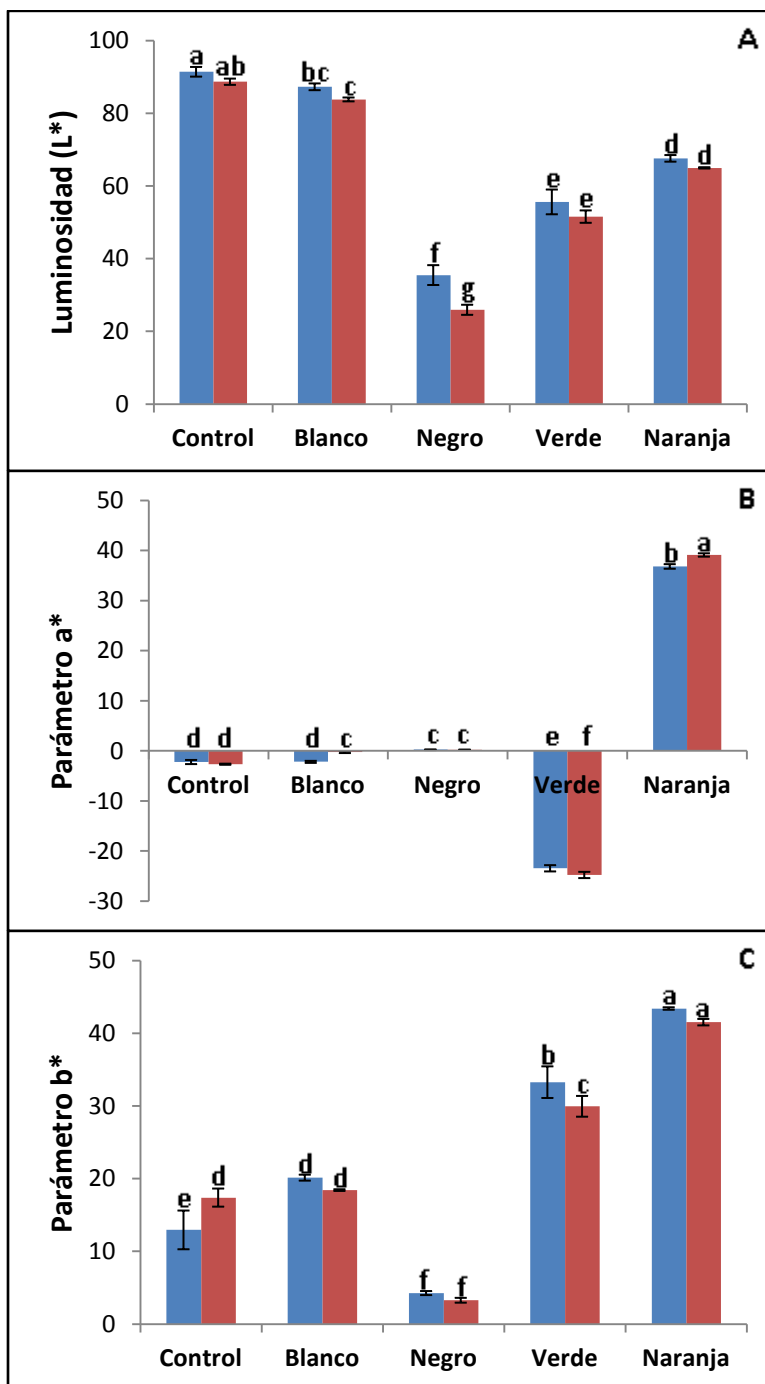 A
Luminosidad (L*)
100
80
60
40
20
0
a ab bc c f g e e d d
Control Blanco Negro Verde Naranja
B
Parámetro a*
50
40
30
20
10
0
-10
-20
-30
d d d c c c e f b a
Control Blanco Negro Verde Naranja
C
Parámetro b*
50
40
30
20
10
0
e d d d f f b c a a
Control Blanco Negro Verde Naranja